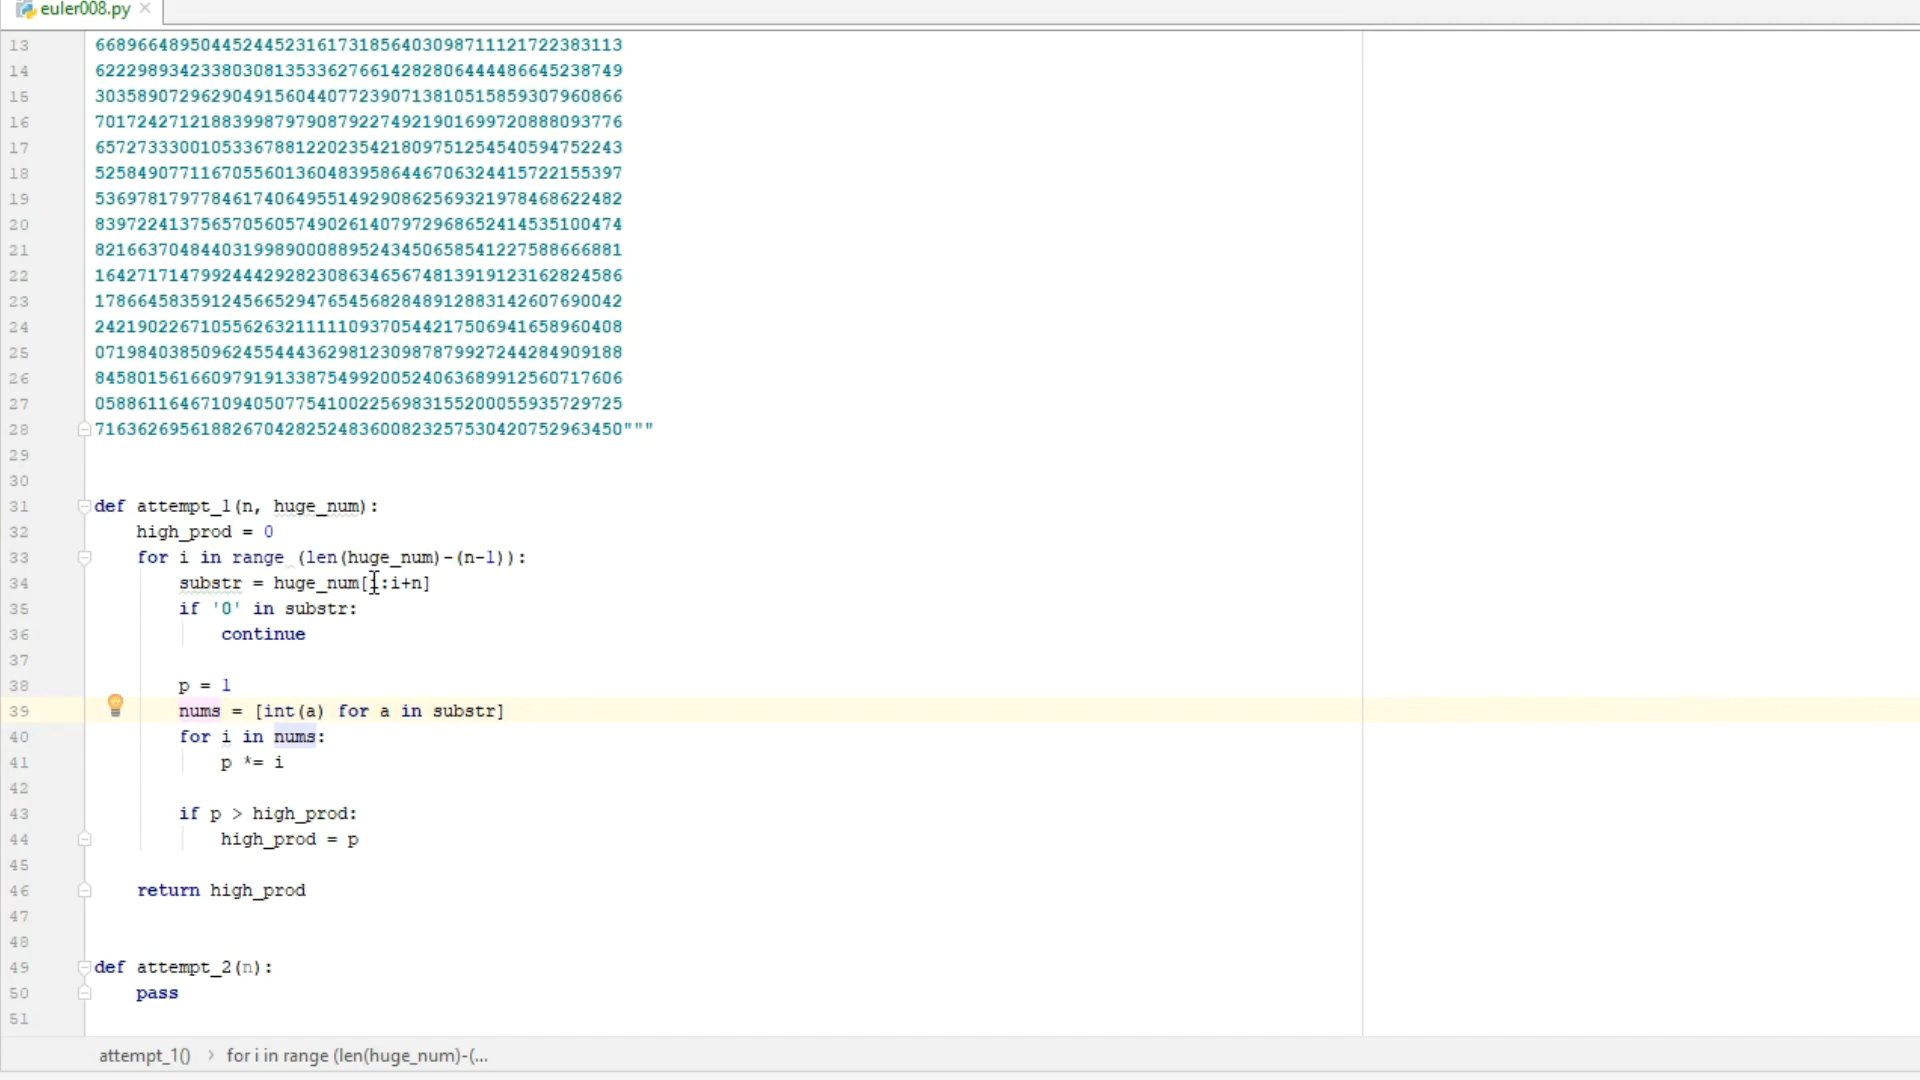 euler008.py
13 66896648950445244523161731856403098711121722383113
14 62229893423380308135336276614282806444486645238749
15 30358907296290491560440772390713810515859307960866
16 70172427121883998797908792274921901699720888093776
17 65727333001053367881220235421809751254540594752243
18 52584907711670556013604839586446706324415722155397
19 53697817977846174064955149290862569321978468622482
20 83972241375657056057490261407972968652414535100474
21 82166370484403199890008895243450658541227588666881
22 16427171479924442928230863465674813919123162824586
23 17866458359124566529476545682848912883142607690042
24 24219022671055626321111109370544217506941658960408
25 07198403850962455444362981230987879927244284909188
26 84580156166097919133875499200524063689912560717606
27 05886116467109405077541002256983155200055935729725
28 71636269561882670428252483600823257530420752963450"""
29
30
31 def attempt_1(n, huge_num):
32 high_prod = 0
33 for i in range (len(huge_num)-(n-1)):
34 substr = huge_num[i:i+n]
35 if '0' in substr:
36 continue
37
38 p = 1
39 nums = [int(a) for a in substr]
40 for i in nums:
41 p *= i
42
43 if p > high_prod:
44 high_prod = p
45
46 return high_prod
47
48
49 def attempt_2(n):
50 pass
51
attempt_1() › for i in range (len(huge_num)-(...